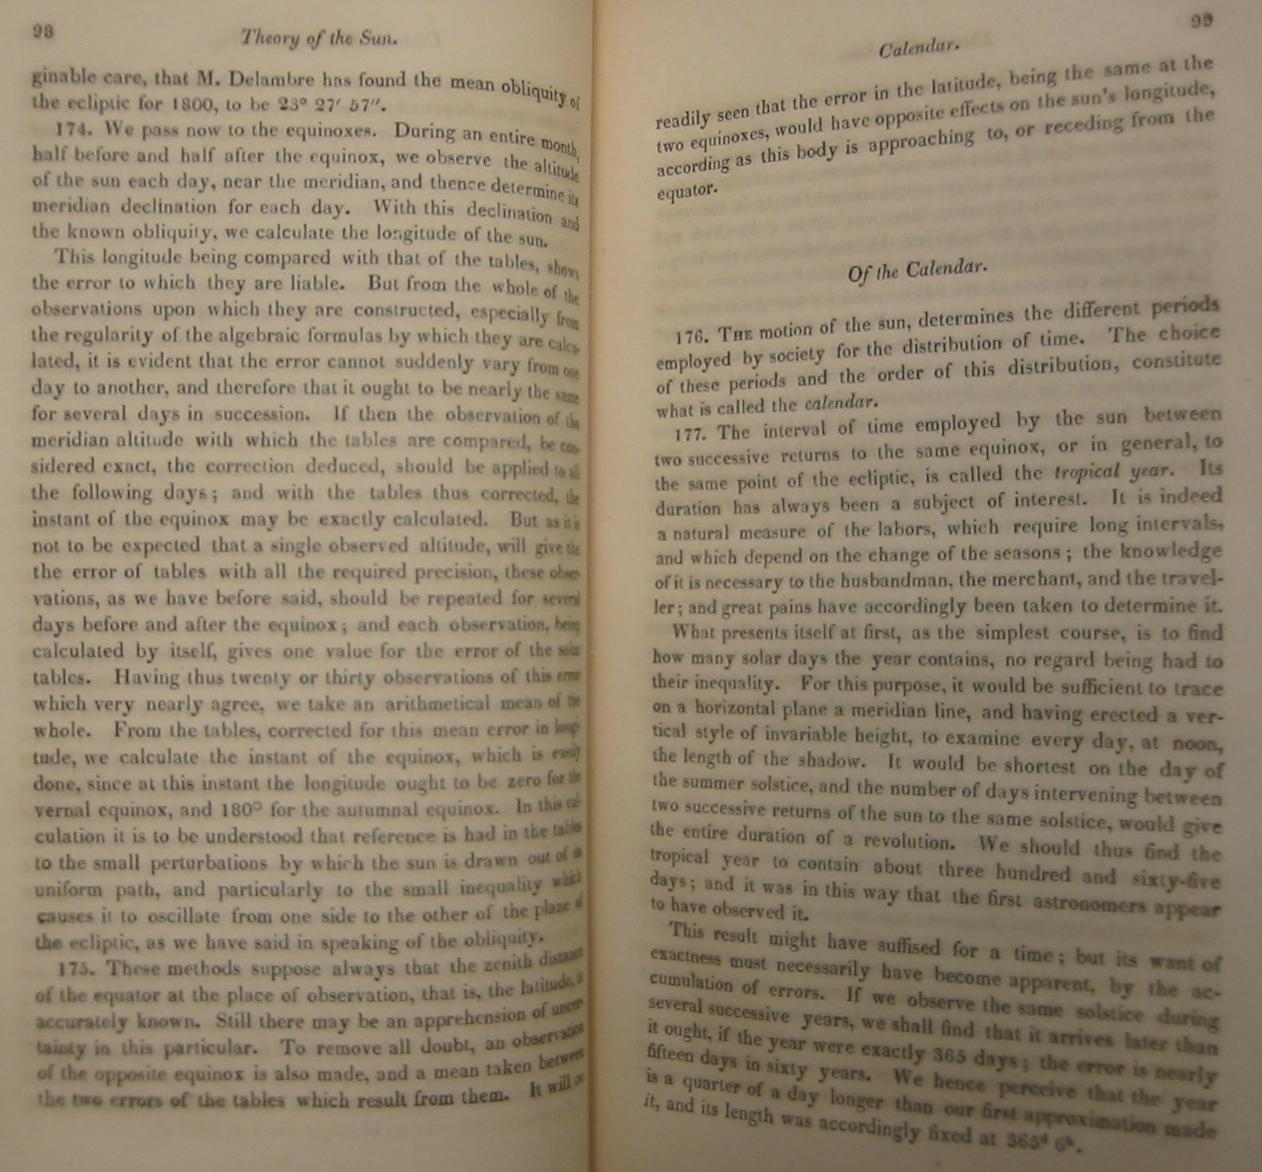 98
Theory of the Sun.
ginable care, that M. Delambre has found the mean obliquity of
the ecliptic for 1800, to be 23° 27′ 57″.
174. We pass now to the equinoxes. During an entire month,
half before and half after the equinox, we observe the altitude
of the sun each day, near the meridian, and thence determine its
meridian declination for each day. With this declination and
the known obliquity, we calculate the longitude of the sun.
This longitude being compared with that of the tables, shows
the error to which they are liable. But from the whole of the
observations upon which they are constructed, especially from
the regularity of the algebraic formulas by which they are calcu-
lated, it is evident that the error cannot suddenly vary from one
day to another, and therefore that it ought to be nearly the same
for several days in succession. If then the observation of the
meridian altitude with which the tables are compared, be con-
sidered exact, the correction deduced, should be applied to all
the following days; and with the tables thus corrected, the
instant of the equinox may be exactly calculated. But as it is
not to be expected that a single observed altitude, will give the
the error of tables with all the required precision, these obser-
vations, as we have before said, should be repeated for several
days before and after the equinox; and each observation, being
calculated by itself, gives one value for the error of the solar
tables. Having thus twenty or thirty observations of this error
which very nearly agree, we take an arithmetical mean of the
whole. From the tables, corrected for this mean error in longi-
tude, we calculate the instant of the equinox, which is easily
done, since at this instant the longitude ought to be zero for the
vernal equinox, and 180° for the autumnal equinox. In this cal-
culation it is to be understood that reference is had in the tables
to the small perturbations by which the sun is drawn out of its
uniform path, and particularly to the small inequality which
causes it to oscillate from one side to the other of the plane of
the ecliptic, as we have said in speaking of the obliquity.
175. These methods suppose always that the zenith distance
of the equator at the place of observation, that is, the latitude, is
accurately known. Still there may be an apprehension of uncer-
tainty in this particular. To remove all doubt, an observation
of the opposite equinox is also made, and a mean taken between
the two errors of the tables which result from them. It will be
99
Calendar.
readily seen that the error in the latitude, being the same at the
two equinoxes, would have opposite effects on the sun's longitude,
according as this body is approaching to, or receding from the
equator.
Of the Calendar.
176. THE motion of the sun, determines the different periods
employed by society for the distribution of time. The choice
of these periods and the order of this distribution, constitute
what is called the calendar.
177. The interval of time employed by the sun between
two successive returns to the same equinox, or in general, to
the same point of the ecliptic, is called the tropical year. Its
duration has always been a subject of interest. It is indeed
a natural measure of the labors, which require long intervals,
and which depend on the change of the seasons; the knowledge
of it is necessary to the husbandman, the merchant, and the travel-
ler; and great pains have accordingly been taken to determine it.
What presents itself at first, as the simplest course, is to find
how many solar days the year contains, no regard being had to
their inequality. For this purpose, it would be sufficient to trace
on a horizontal plane a meridian line, and having erected a ver-
tical style of invariable height, to examine every day, at noon,
the length of the shadow. It would be shortest on the day of
the summer solstice, and the number of days intervening between
two successive returns of the sun to the same solstice, would give
the entire duration of a revolution. We should thus find the
tropical year to contain about three hundred and sixty-five
days; and it was in this way that the first astronomers appear
to have observed it.
This result might have suffised for a time; but its want of
exactness must necessarily have become apparent, by the ac-
cumulation of errors. If we observe the same solstice during
several successive years, we shall find that it arrives later than
it ought, if the year were exactly 365 days; the error is nearly
fifteen days in sixty years. We hence perceive that the year
is a quarter of a day longer than our first approximation made
it, and its length was accordingly fixed at 365ᵈ 6ʰ.